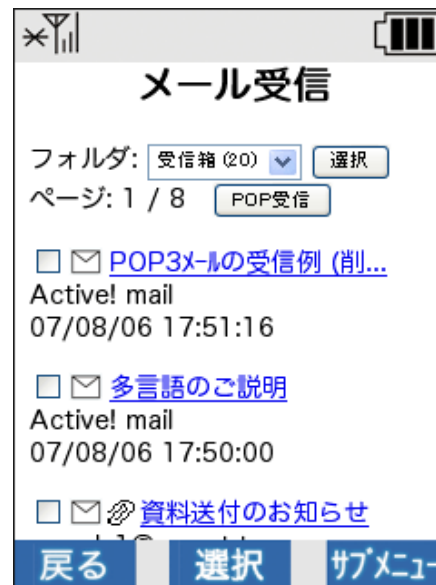 メール受信
フォルダ: 受信箱(20) 選択
ページ: 1 / 8 POP受信
POP3ﾒｰﾙの受信例 (削...
Active! mail
07/08/06 17:51:16
多言語のご説明
Active! mail
07/08/06 17:50:00
資料送付のお知らせ
戻る 選択 ｻﾌﾞﾒﾆｭｰ